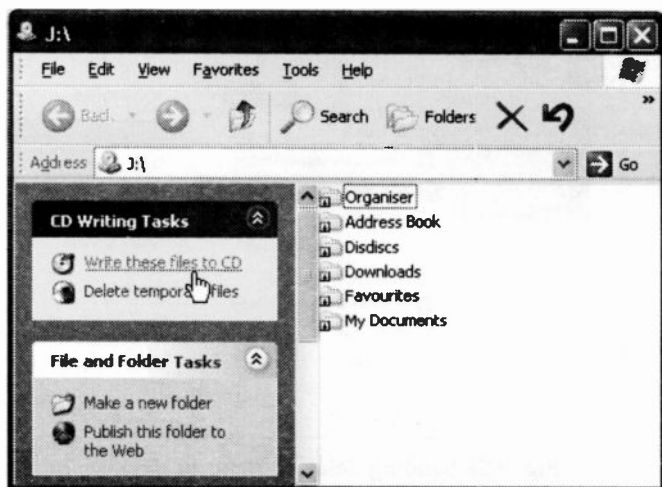 J:\
File Edit View Favorites Tools Help
Back Search Folders »
Address J:\ Go
CD Writing Tasks
Write these files to CD
Delete temporary files
File and Folder Tasks
Make a new folder
Publish this folder to
the Web
Organiser
Address Book
Disdiscs
Downloads
Favourites
My Documents